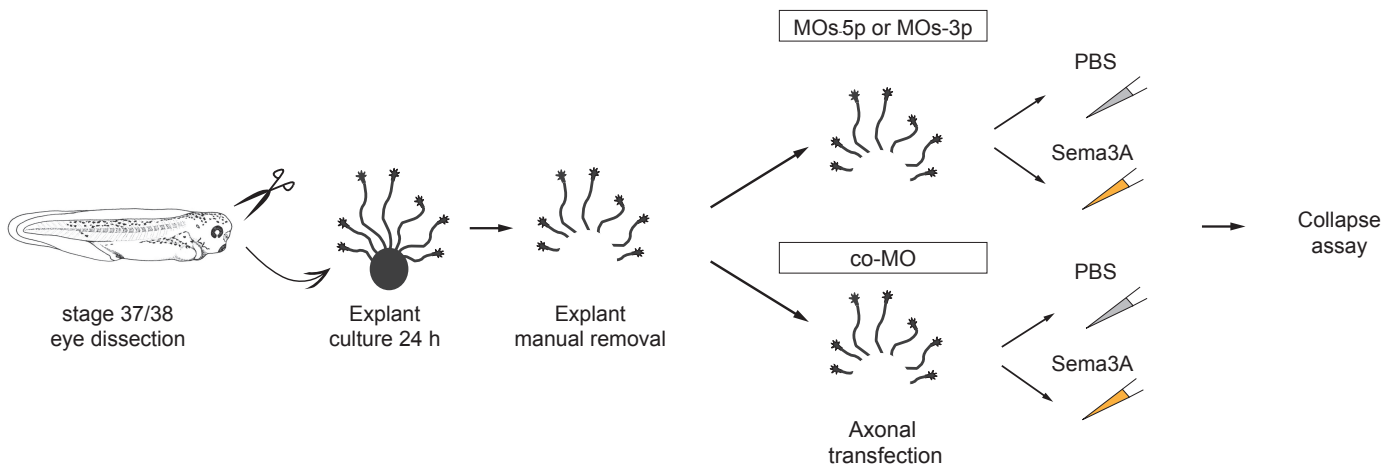 MOs-5p or MOs-3p
PBS
Sema3A
stage 37/38
eye dissection
Explant
culture 24 h
Explant
manual removal
co-MO
PBS
Sema3A
Axonal
transfection
Collapse
assay